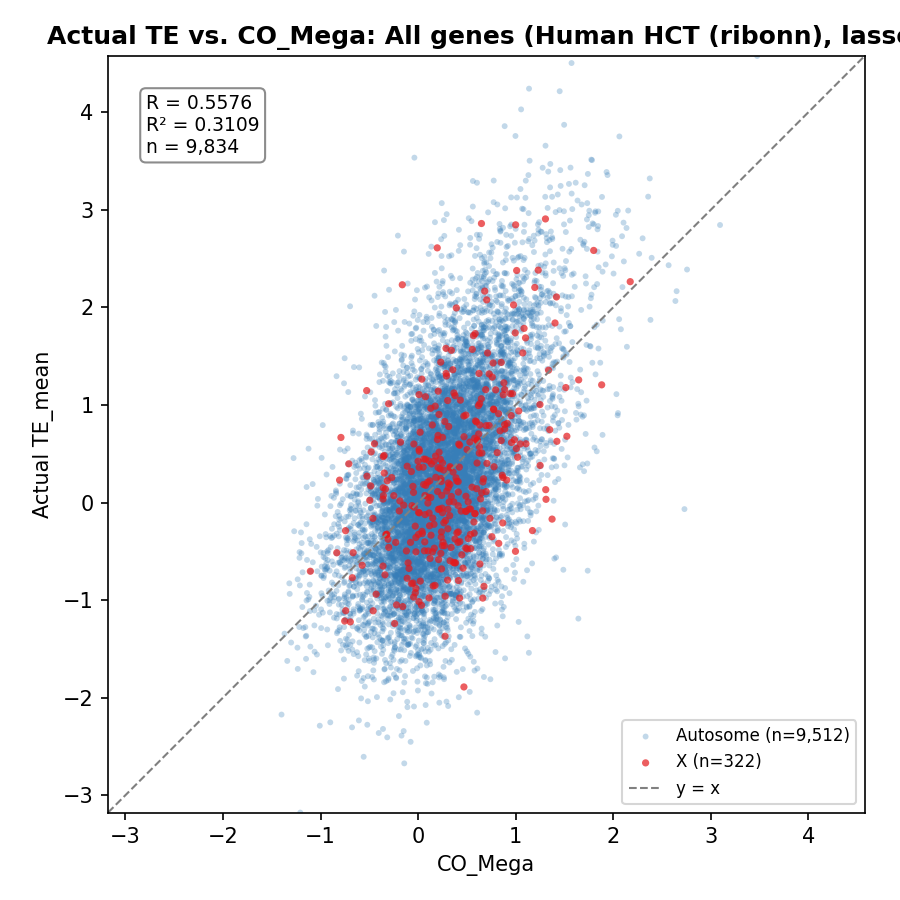 Actual TE vs. CO_Mega: All genes (Human HCT (ribonn), lasso
R = 0.5576
R² = 0.3109
n = 9,834
Actual TE_mean
4
3
2
1
0
−1
−2
−3
Autosome (n=9,512)
X (n=322)
y = x
−3 −2 −1 0 1 2 3 4
CO_Mega